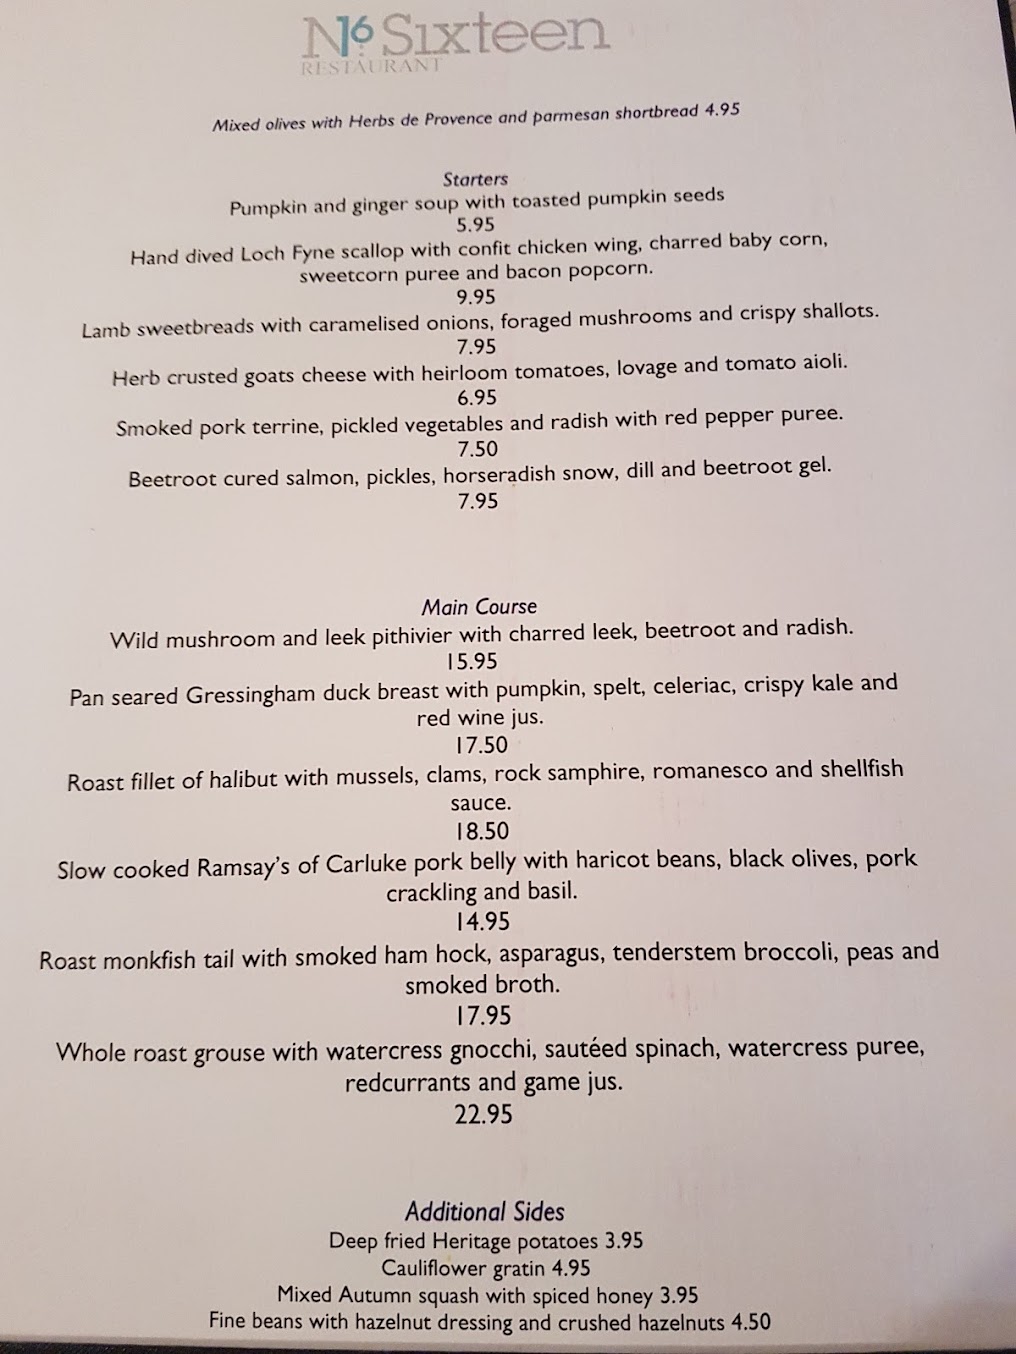 N16 Sixteen
RESTAURANT
Mixed olives with Herbs de Provence and parmesan shortbread 4.95
Starters
Pumpkin and ginger soup with toasted pumpkin seeds
5.95
Hand dived Loch Fyne scallop with confit chicken wing, charred baby corn,
sweetcorn puree and bacon popcorn.
9.95
Lamb sweetbreads with caramelised onions, foraged mushrooms and crispy shallots.
7.95
Herb crusted goats cheese with heirloom tomatoes, lovage and tomato aioli.
6.95
Smoked pork terrine, pickled vegetables and radish with red pepper puree.
7.50
Beetroot cured salmon, pickles, horseradish snow, dill and beetroot gel.
7.95
Main Course
Wild mushroom and leek pithivier with charred leek, beetroot and radish.
15.95
Pan seared Gressingham duck breast with pumpkin, spelt, celeriac, crispy kale and
red wine jus.
17.50
Roast fillet of halibut with mussels, clams, rock samphire, romanesco and shellfish
sauce.
18.50
Slow cooked Ramsay's of Carluke pork belly with haricot beans, black olives, pork
crackling and basil.
14.95
Roast monkfish tail with smoked ham hock, asparagus, tenderstem broccoli, peas and
smoked broth.
17.95
Whole roast grouse with watercress gnocchi, sautéed spinach, watercress puree,
redcurrants and game jus.
22.95
Additional Sides
Deep fried Heritage potatoes 3.95
Cauliflower gratin 4.95
Mixed Autumn squash with spiced honey 3.95
Fine beans with hazelnut dressing and crushed hazelnuts 4.50